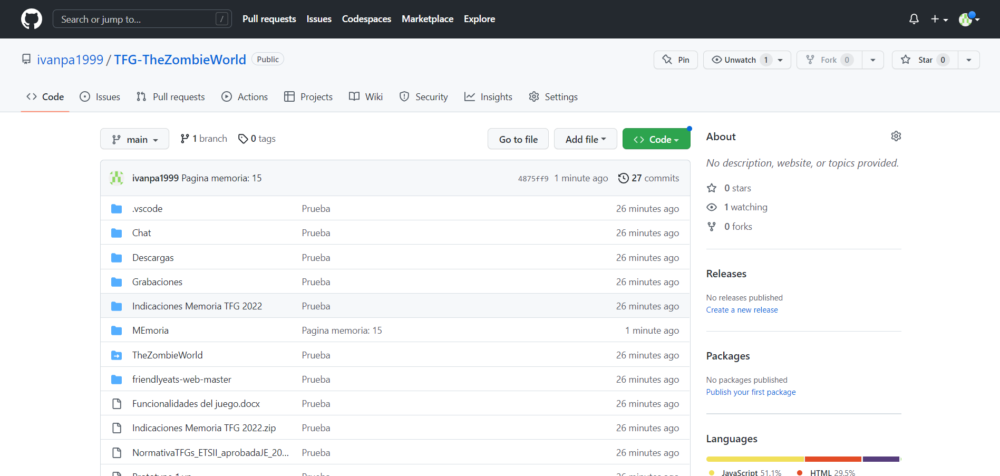 Search or jump to... / Pull requests Issues Codespaces Marketplace Explore
ivanpa1999 / TFG-TheZombieWorld Public Pin Unwatch 1 Fork 0 Star 0
Code Issues Pull requests Actions Projects Wiki Security Insights Settings
main 1 branch 0 tags Go to file Add file Code
ivanpa1999 Pagina memoria: 15 4875ff9 1 minute ago 27 commits
.vscode Prueba 26 minutes ago
Chat Prueba 26 minutes ago
Descargas Prueba 26 minutes ago
Grabaciones Prueba 26 minutes ago
Indicaciones Memoria TFG 2022 Prueba 26 minutes ago
MEmoria Pagina memoria: 15 1 minute ago
TheZombieWorld Prueba 26 minutes ago
friendlyeats-web-master Prueba 26 minutes ago
Funcionalidades del juego.docx Prueba 26 minutes ago
Indicaciones Memoria TFG 2022.zip Prueba 26 minutes ago
NormativaTFGs_ETSII_aprobadaJE_20... Prueba 26 minutes ago
Prueba 26 minutes ago
About
No description, website, or topics provided.
0 stars
1 watching
0 forks
Releases
No releases published
Create a new release
Packages
No packages published
Publish your first package
Languages
JavaScript 51.1% HTML 29.5%